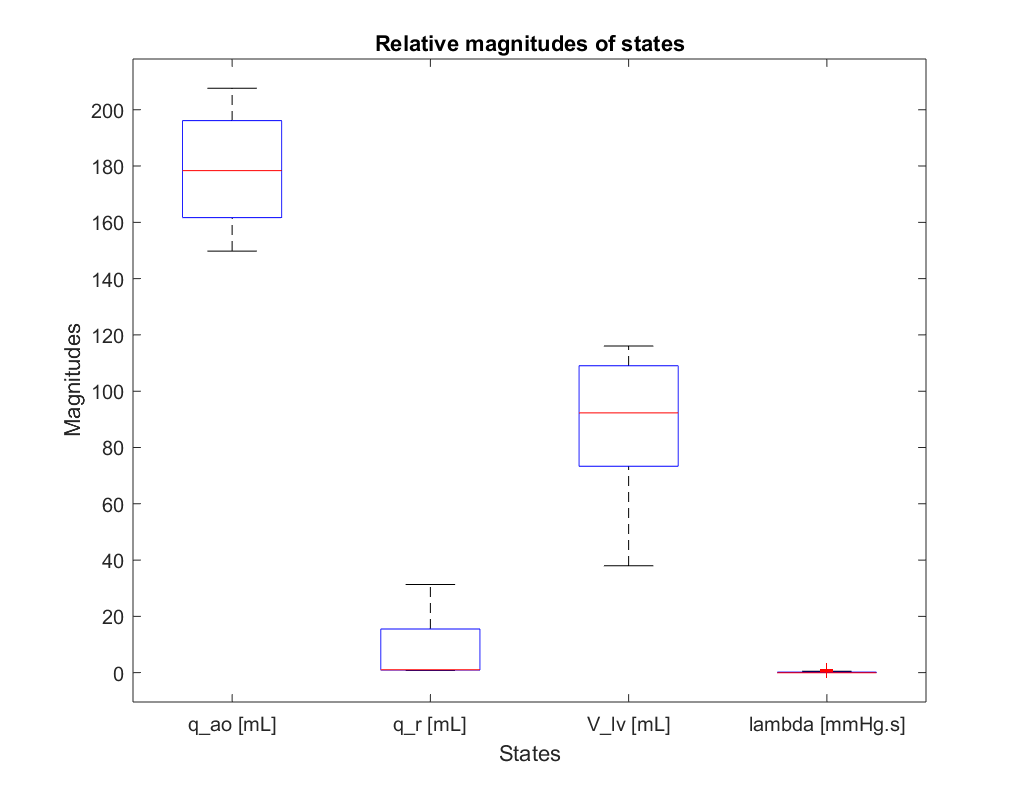 Relative magnitudes of states
Magnitudes
200
180
160
140
120
100
80
60
40
20
0
q_ao [mL]
q_r [mL]
V_lv [mL]
lambda [mmHg.s]
States